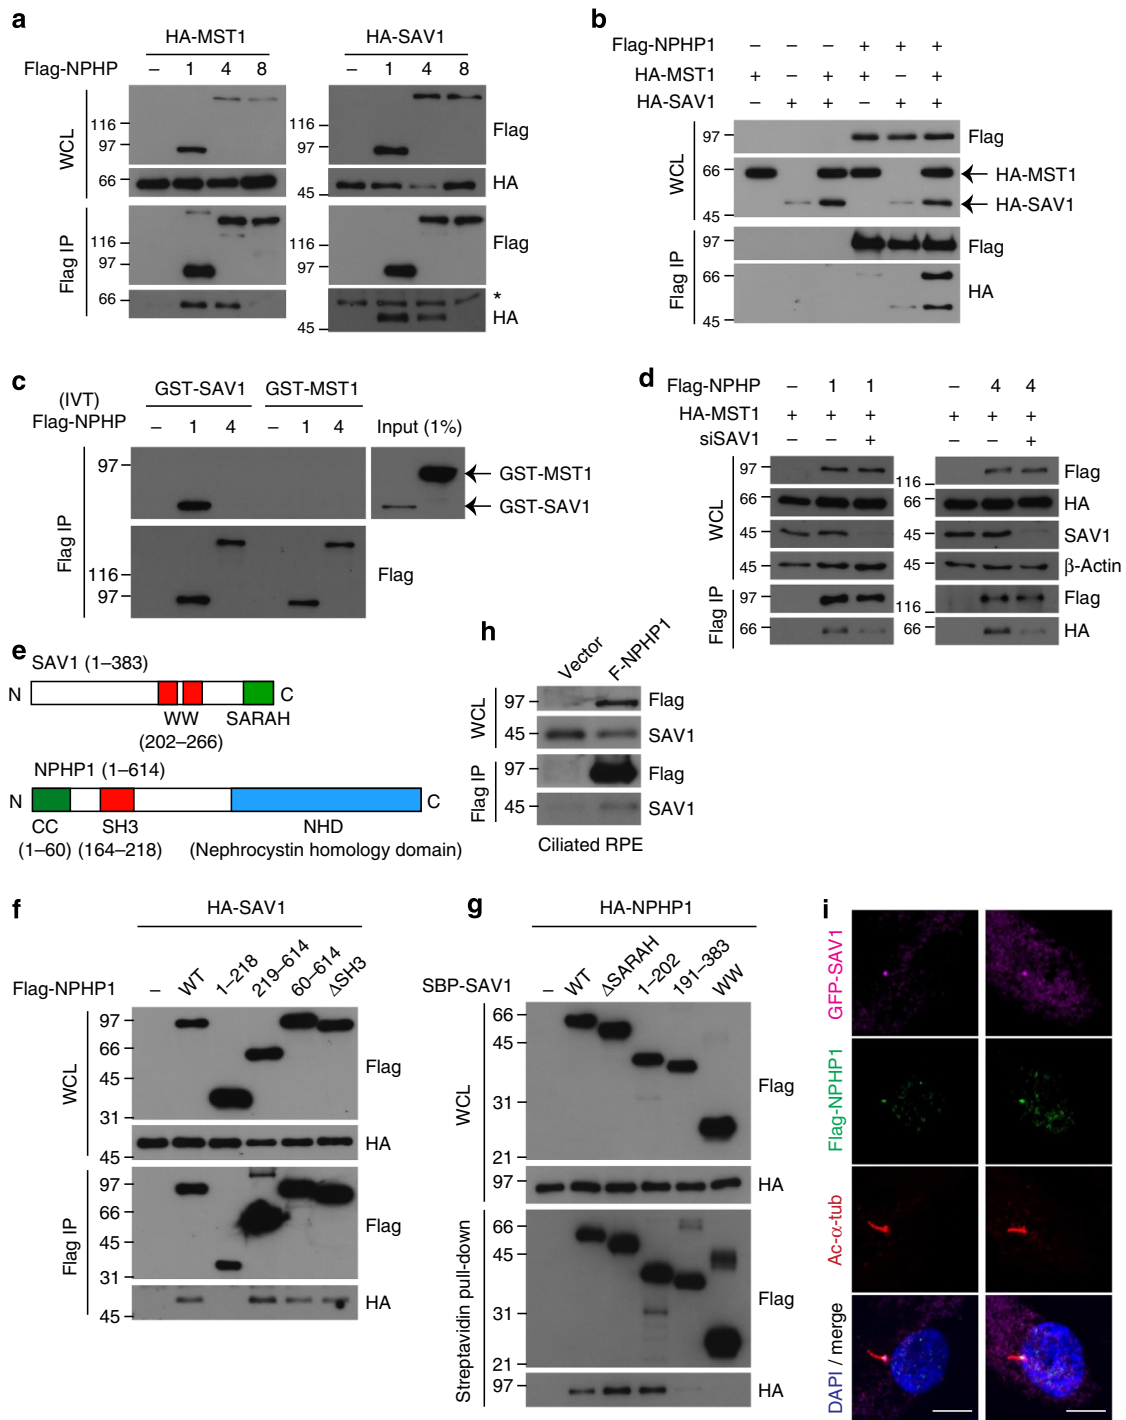 a
HA-MST1
HA-SAV1
Flag-NPHP – 1 4 8 – 1 4 8
WCL
116
97
66
116
97
45
Flag
HA
Flag IP
116
97
66
116
97
45
Flag
*
HA
b
Flag-NPHP1 – – – + + +
HA-MST1 + – + + – +
HA-SAV1 – + + – + +
WCL
97
Flag
66
45
HA-MST1
HA-SAV1
Flag IP
97
Flag
66
45
HA
c
(IVT)
GST-SAV1 GST-MST1
Flag-NPHP – 1 4 – 1 4 Input (1%)
Flag IP
97
GST-MST1
GST-SAV1
116
97
Flag
d
Flag-NPHP – 1 1 – 4 4
HA-MST1 + + + + + +
siSAV1 – – + – – +
WCL
97 116 Flag
66 66 HA
45 45 SAV1
45 45 β-Actin
Flag IP
97 116 Flag
66 66 HA
e
SAV1 (1–383)
N C
WW SARAH
(202–266)
NPHP1 (1–614)
N C
CC SH3 NHD
(1–60) (164–218) (Nephrocystin homology domain)
h
Vector F-NPHP1
WCL
97 Flag
45 SAV1
Flag IP
97 Flag
45 SAV1
Ciliated RPE
f
HA-SAV1
Flag-NPHP1 – WT 1–218 219–614 60–614 ΔSH3
WCL
97
66
45
31
Flag
45
HA
Flag IP
97
66
45
31
Flag
45
HA
g
HA-NPHP1
SBP-SAV1 – WT ΔSARAH 1–202 191–383 WW
WCL
66
45
31
21
Flag
97 HA
Streptavidin pull-down
66
45
31
21
Flag
97 HA
i
GFP-SAV1
Flag-NPHP1
Ac-α-tub
DAPI / merge